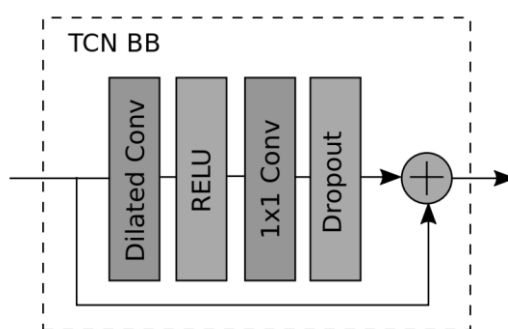 TCN BB
Dilated Conv
RELU
1x1 Conv
Dropout